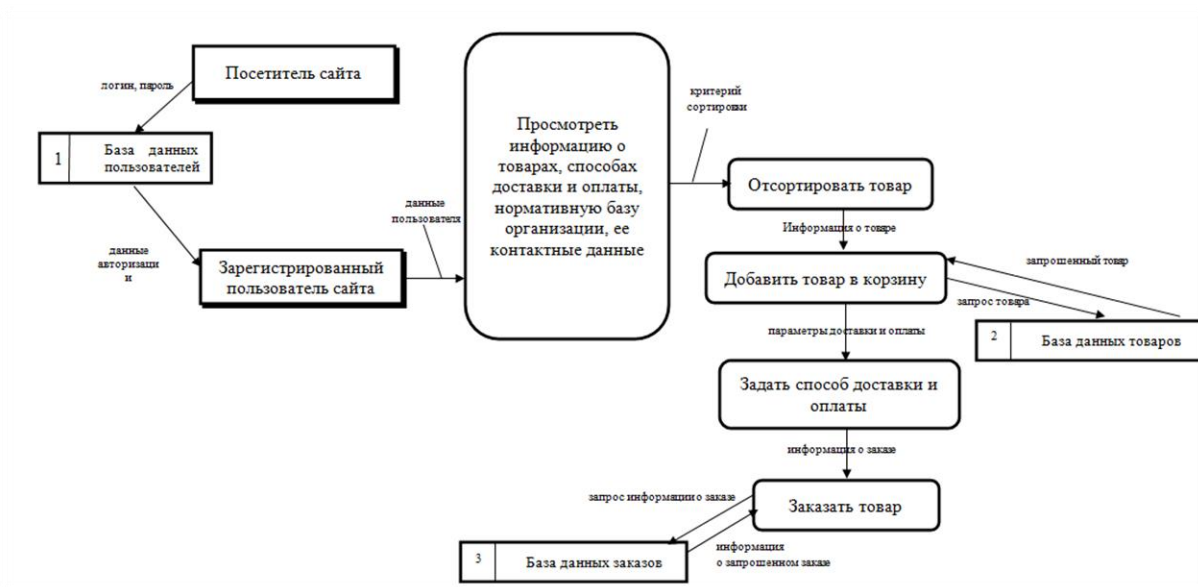 Посетитель сайта
логин, пароль
1
База данных
пользователей
данные
авторизаци
и
Зарегистрированный
пользователь сайта
данные
пользователя
Просмотреть
информацию о
товарах, способах
доставки и оплаты,
нормативную базу
организации, ее
контактные данные
критерий
сортировки
Отсортировать товар
Информация о товаре
Добавить товар в корзину
запрошенный товар
запрос товара
2
База данных товаров
параметры доставки и оплаты
Задать способ доставки и
оплаты
информация о заказе
Заказать товар
запрос информации о заказе
3
База данных заказов
информация
о запрошенном заказе